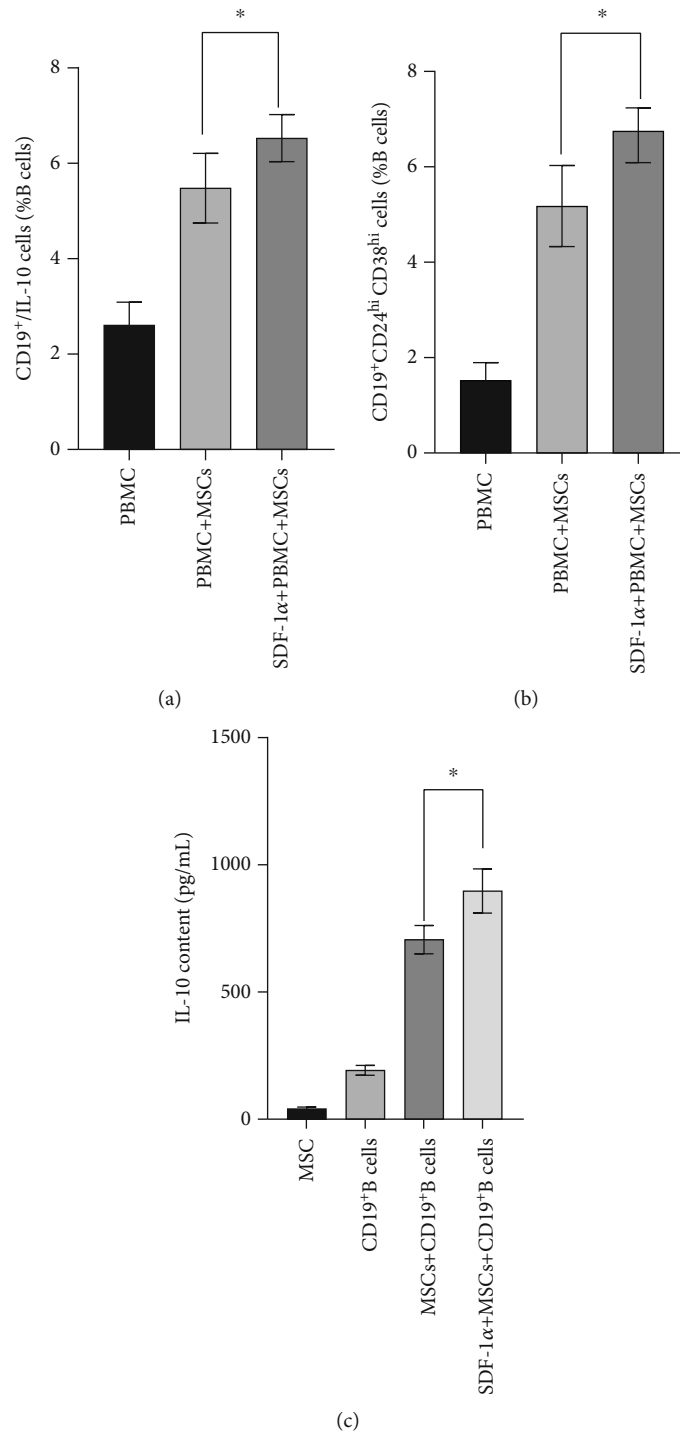 *
CD19⁺/IL-10 cells (%B cells)
8
6
4
2
0
PBMC
PBMC+MSCs
SDF-1α+PBMC+MSCs
(a)
*
CD19⁺CD24ʰⁱ CD38ʰⁱ cells (%B cells)
8
6
4
2
0
PBMC
PBMC+MSCs
SDF-1α+PBMC+MSCs
(b)
*
IL-10 content (pg/mL)
1500
1000
500
0
MSC
CD19⁺B cells
MSCs+CD19⁺B cells
SDF-1α+MSCs+CD19⁺B cells
(c)